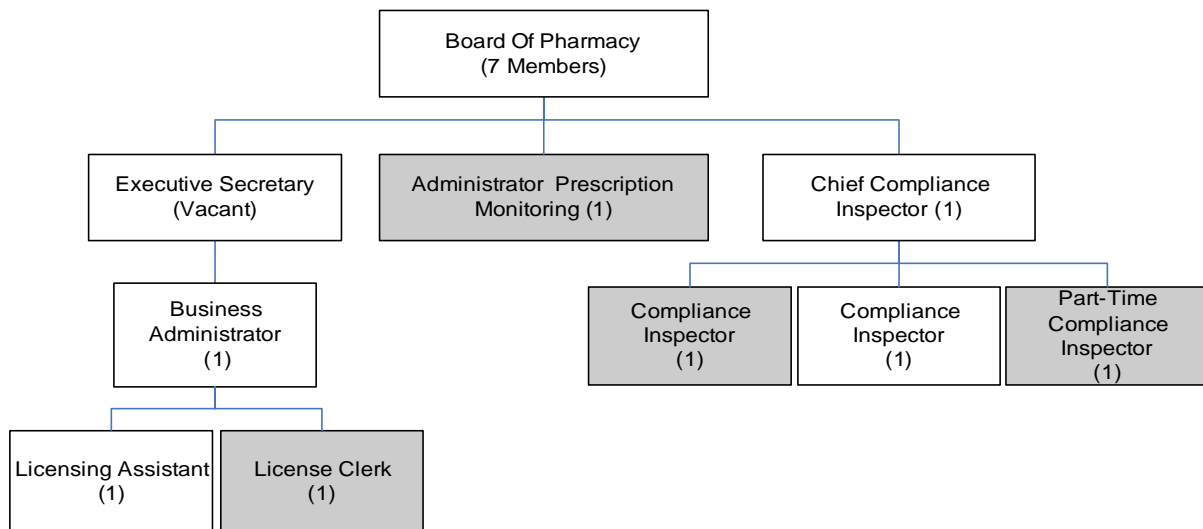 Board Of Pharmacy
(7 Members)
Executive Secretary
(Vacant)
Administrator Prescription
Monitoring (1)
Chief Compliance
Inspector (1)
Business
Administrator
(1)
Compliance
Inspector
(1)
Compliance
Inspector
(1)
Part-Time
Compliance
Inspector
(1)
Licensing Assistant
(1)
License Clerk
(1)